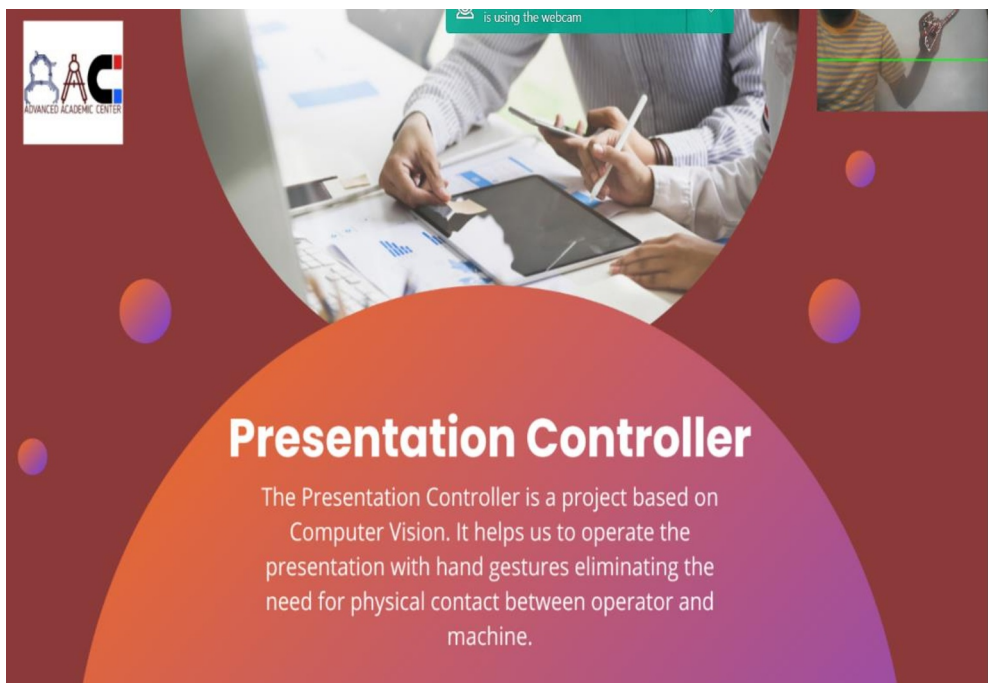 is using the webcam
AAC
ADVANCED ACADEMIC CENTER
Presentation Controller
The Presentation Controller is a project based on
Computer Vision. It helps us to operate the
presentation with hand gestures eliminating the
need for physical contact between operator and
machine.